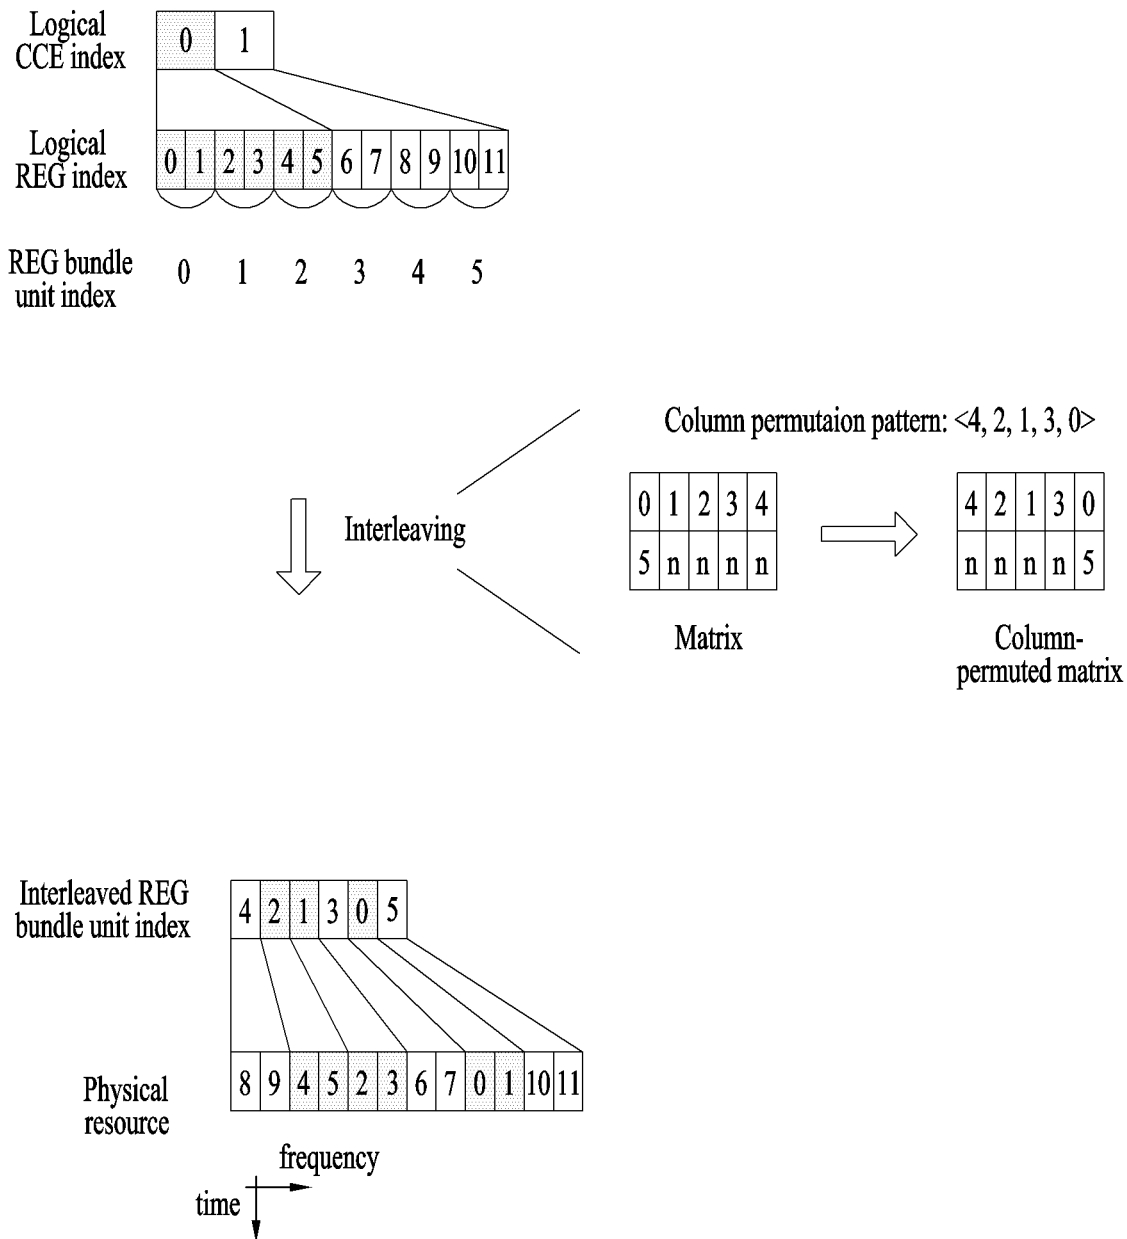 Logical
CCE index
0 1
Logical
REG index
0 1 2 3 4 5 6 7 8 9 10 11
REG bundle
unit index
0 1 2 3 4 5
Column permutaion pattern: <4, 2, 1, 3, 0>
Interleaving
0 1 2 3 4
5 n n n n
Matrix
4 2 1 3 0
n n n n 5
Column-
permuted matrix
Interleaved REG
bundle unit index
4 2 1 3 0 5
Physical
resource
8 9 4 5 2 3 6 7 0 1 10 11
frequency
time